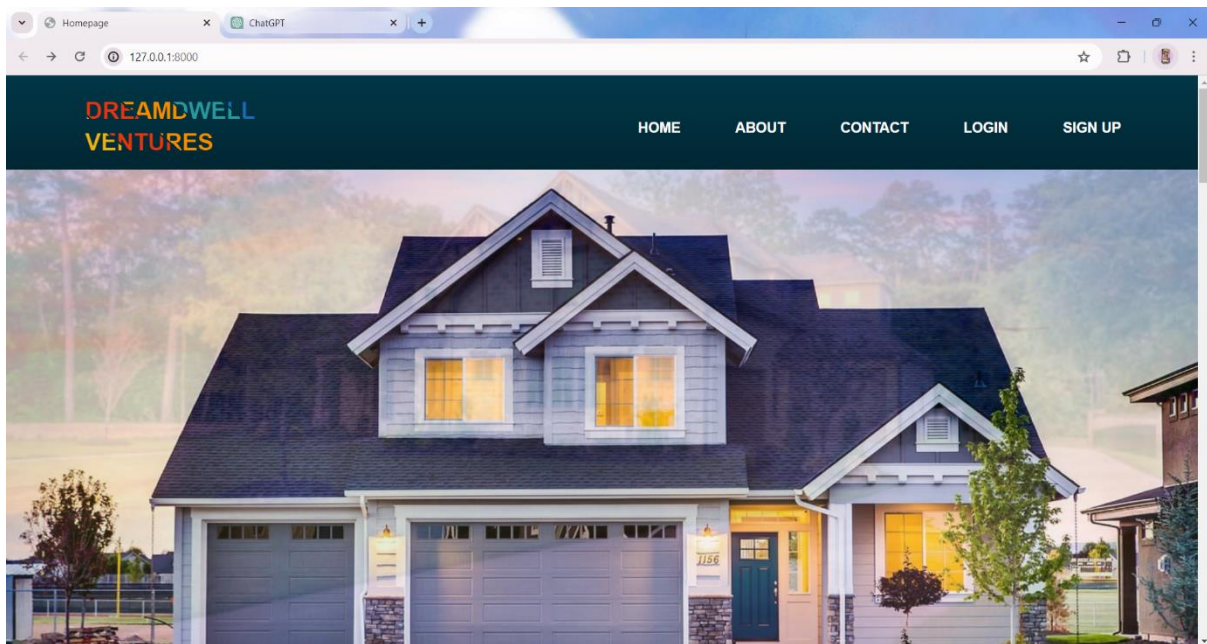 Homepage
ChatGPT
127.0.0.1:8000
DREAMDWELL
VENTURES
HOME ABOUT CONTACT LOGIN SIGN UP
1156